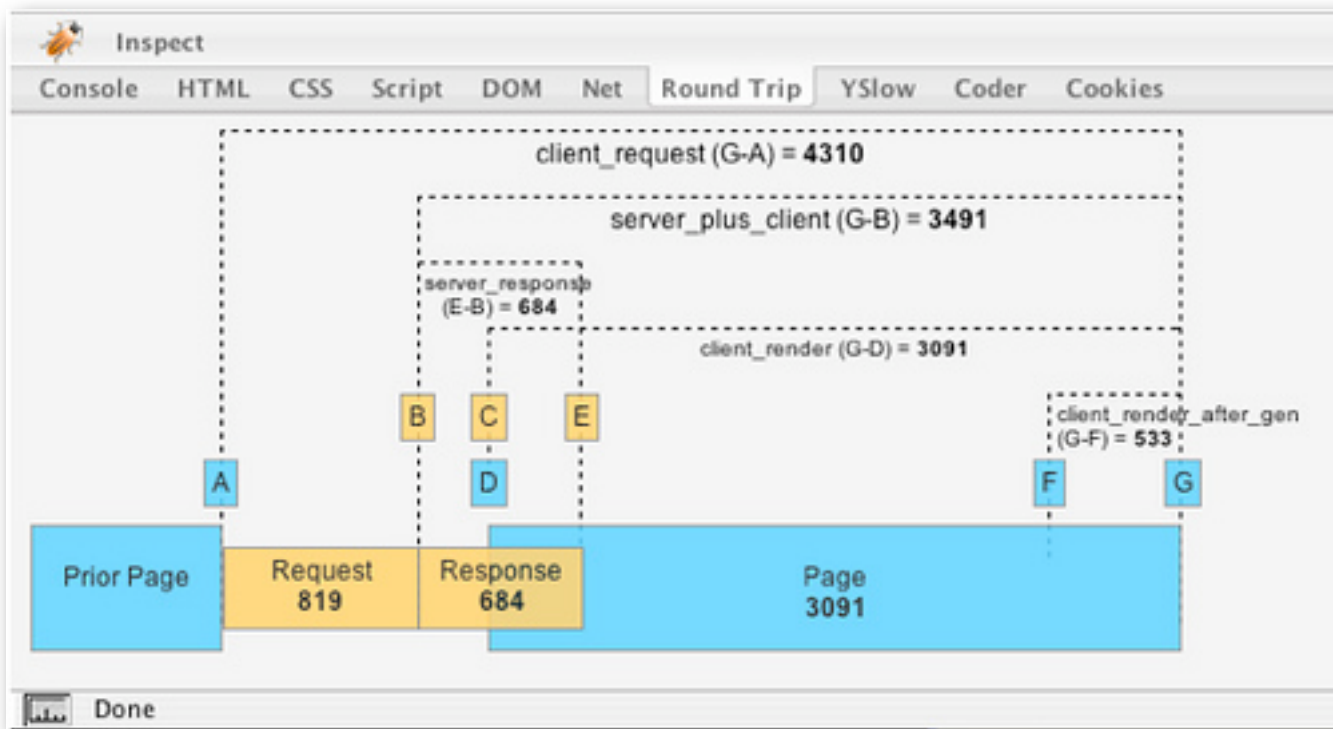 Inspect
Console HTML CSS Script DOM Net Round Trip YSlow Coder Cookies
client_request (G-A) = 4310
server_plus_client (G-B) = 3491
server_response
(E-B) = 684
client_render (G-D) = 3091
B C E
client_render_after_gen
(G-F) = 533
A D F G
Prior Page
Request
819
Response
684
Page
3091
Done